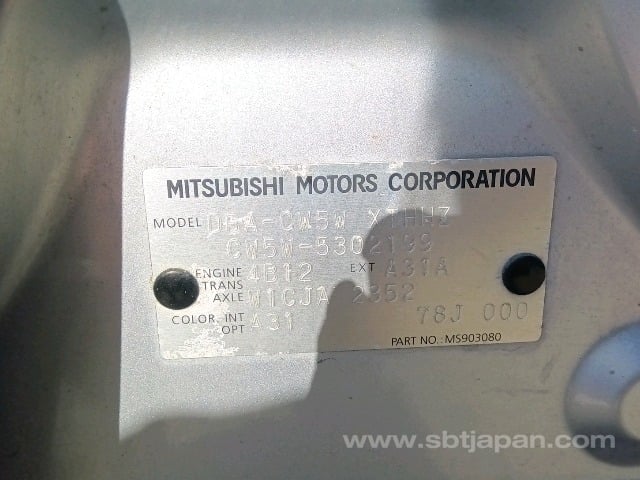 MITSUBISHI MOTORS CORPORATION
MODEL DBA-CW5W XTHHZ
CW5W-5302199
ENGINE 4B12 EXT A31A
TRANS
AXLE W1CJA 2352
COLOR. INT A31
OPT 78J 000
PART NO.: MS903080
www.sbtjapan.com